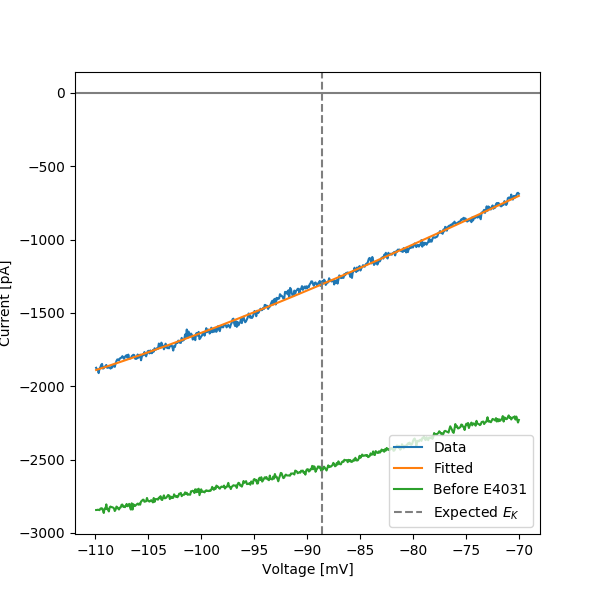 0
−500
−1000
−1500
−2000
−2500
−3000
Current [pA]
−110 −105 −100 −95 −90 −85 −80 −75 −70
Voltage [mV]
Data
Fitted
Before E4031
Expected E_K